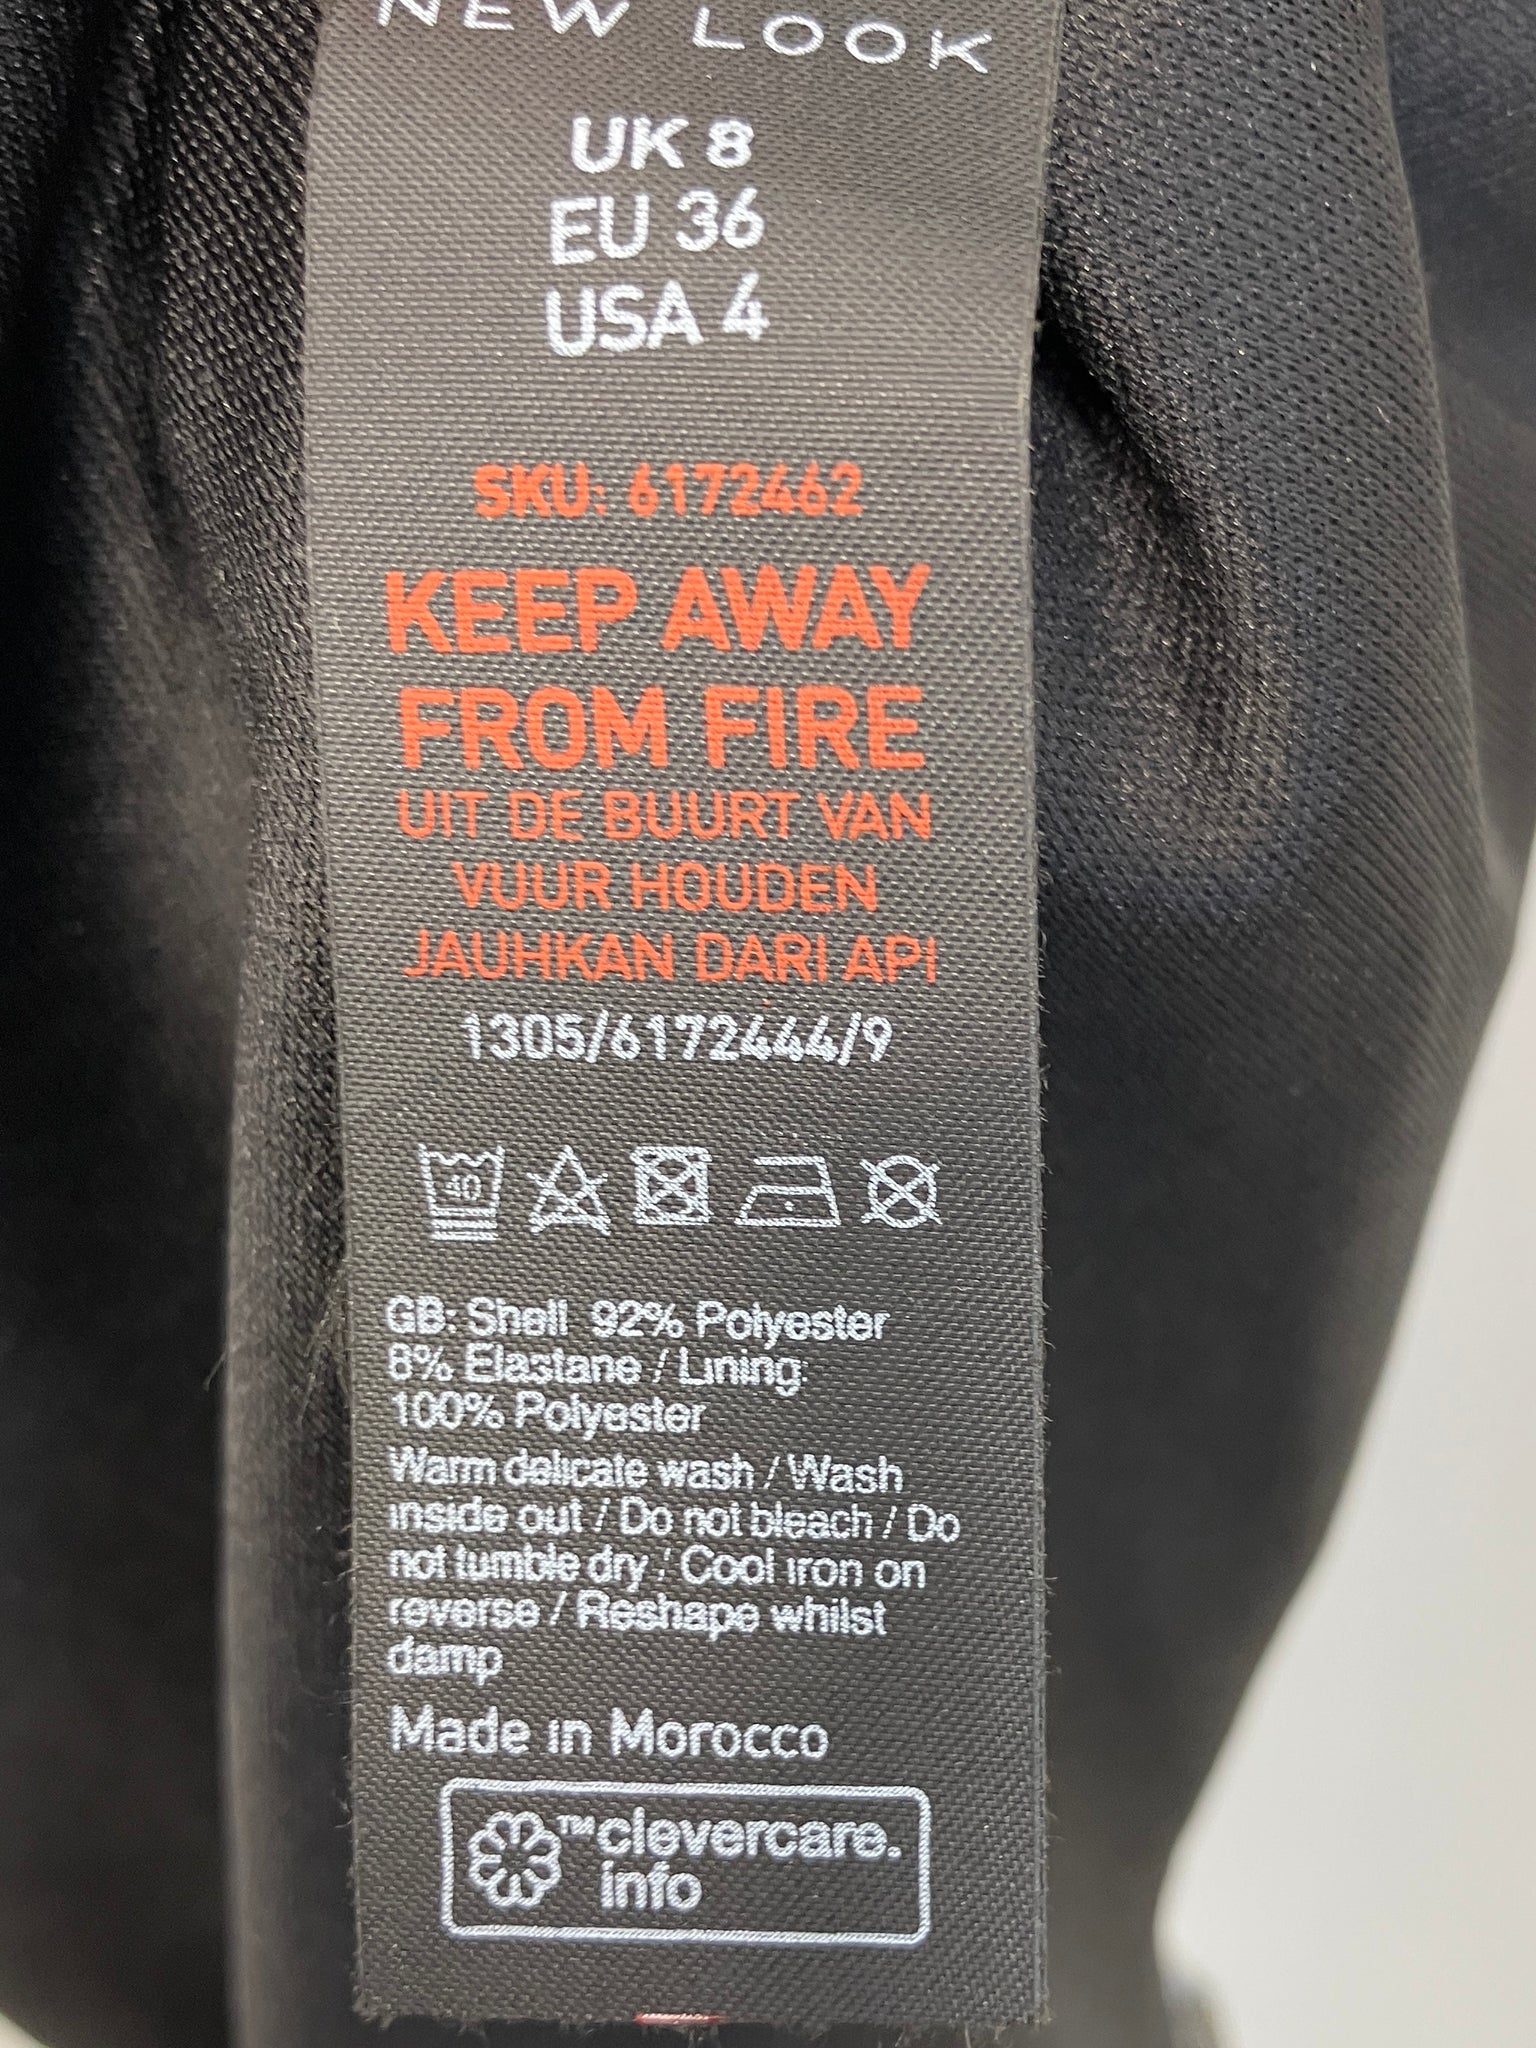 NEW LOOK
UK 8
EU 36
USA 4
SKU: 6172462
KEEP AWAY
FROM FIRE
UIT DE BUURT VAN
VUUR HOUDEN
JAUHKAN DARI API
1305/6172444/9
40
GB: Shell 92% Polyester
8% Elastane / Lining:
100% Polyester
Warm delicate wash / Wash
inside out / Do not bleach / Do
not tumble dry / Cool iron on
reverse / Reshape whilst
damp
Made in Morocco
™clevercare.
info